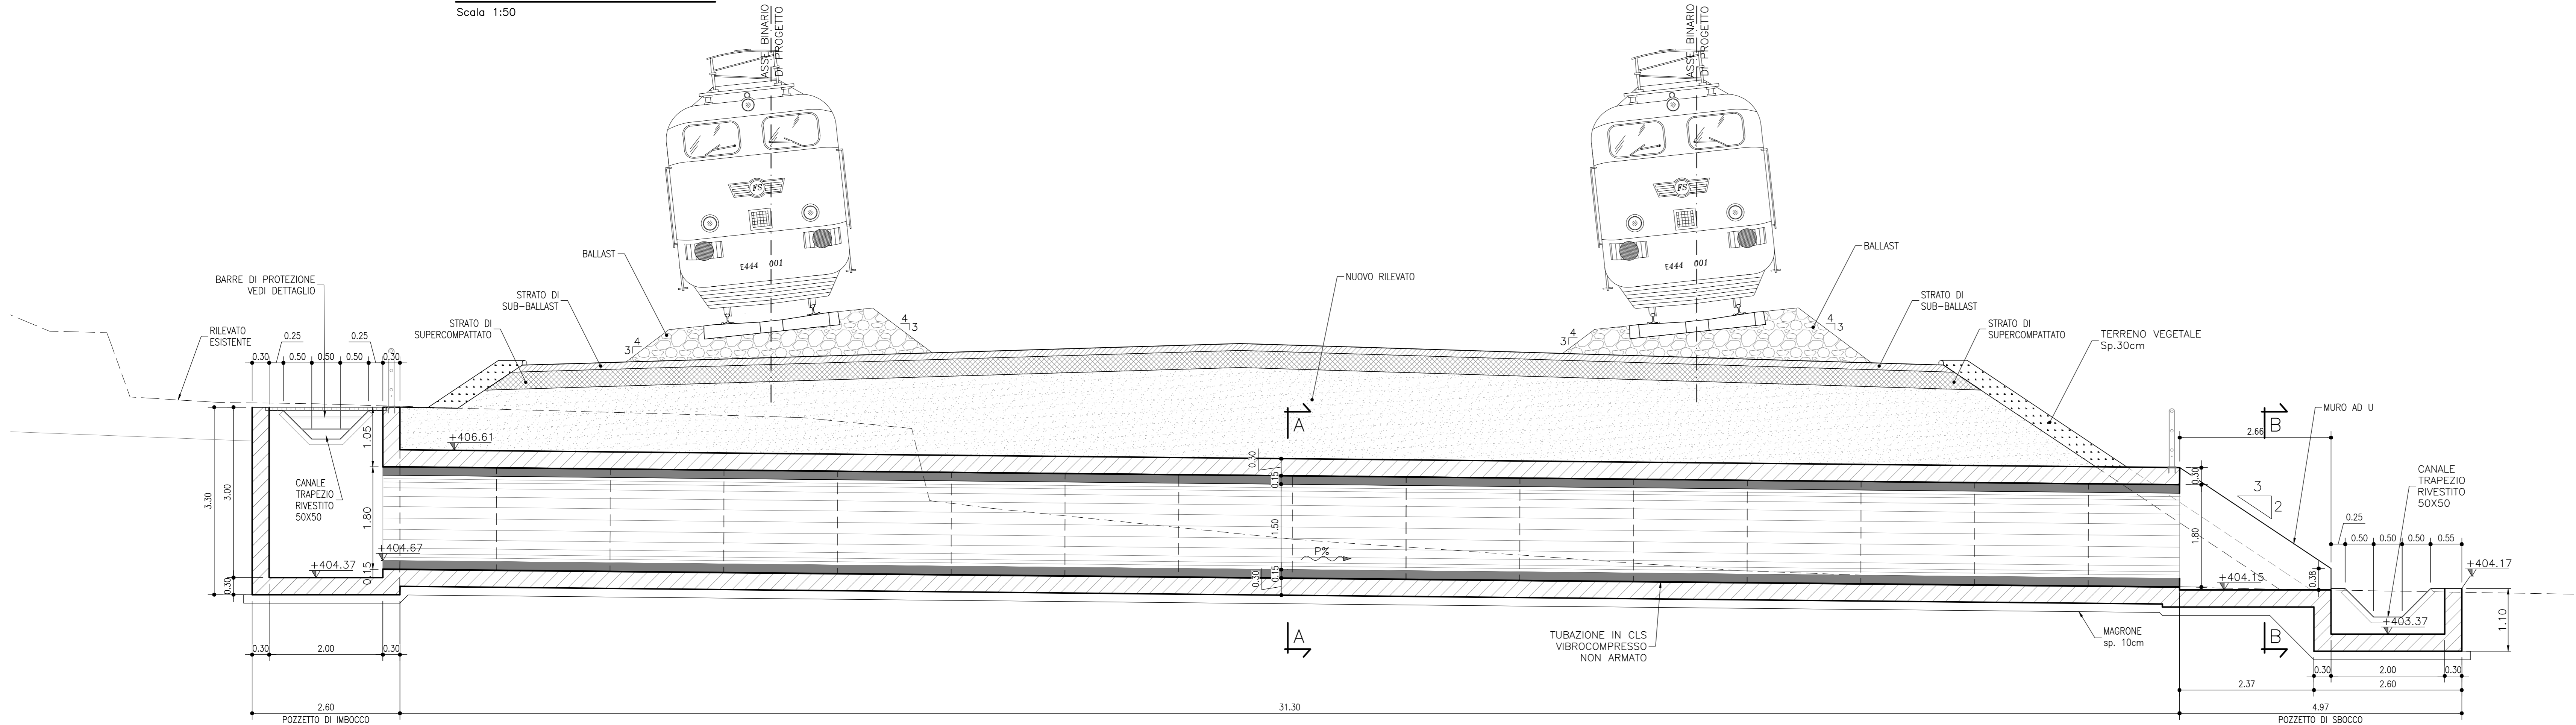 Scala 1:50
ASSE BINARIO
DI PROGETTO
ASSE BINARIO
DI PROGETTO
FS
E444 001
FS
E444 001
BALLAST
BALLAST
NUOVO RILEVATO
BARRE DI PROTEZIONE
VEDI DETTAGLIO
STRATO DI
SUB-BALLAST
STRATO DI
SUB-BALLAST
RILEVATO
ESISTENTE
STRATO DI
SUPERCOMPATTATO
STRATO DI
SUPERCOMPATTATO
TERRENO VEGETALE
Sp.30cm
4
3
4
3
4
3
4
3
0.25
0.25
0.30
0.50
0.50
0.50
0.30
MURO AD U
A
B
2.66
+406.61
1.05
3.30
3.00
CANALE
TRAPEZIO
RIVESTITO
50X50
1.80
0.30
0.15
0.30
CANALE
TRAPEZIO
RIVESTITO
50X50
3
2
0.25
0.50
0.50
0.50
0.55
1.50
1.80
P%
+404.67
+404.37
0.15
0.30
0.30
0.15
+404.15
0.38
+404.17
+403.37
1.10
TUBAZIONE IN CLS
VIBROCOMPRESSO
NON ARMATO
MAGRONE
sp. 10cm
A
B
0.30
2.00
0.30
0.30
2.00
0.30
2.37
2.60
2.60
31.30
4.97
POZZETTO DI IMBOCCO
POZZETTO DI SBOCCO